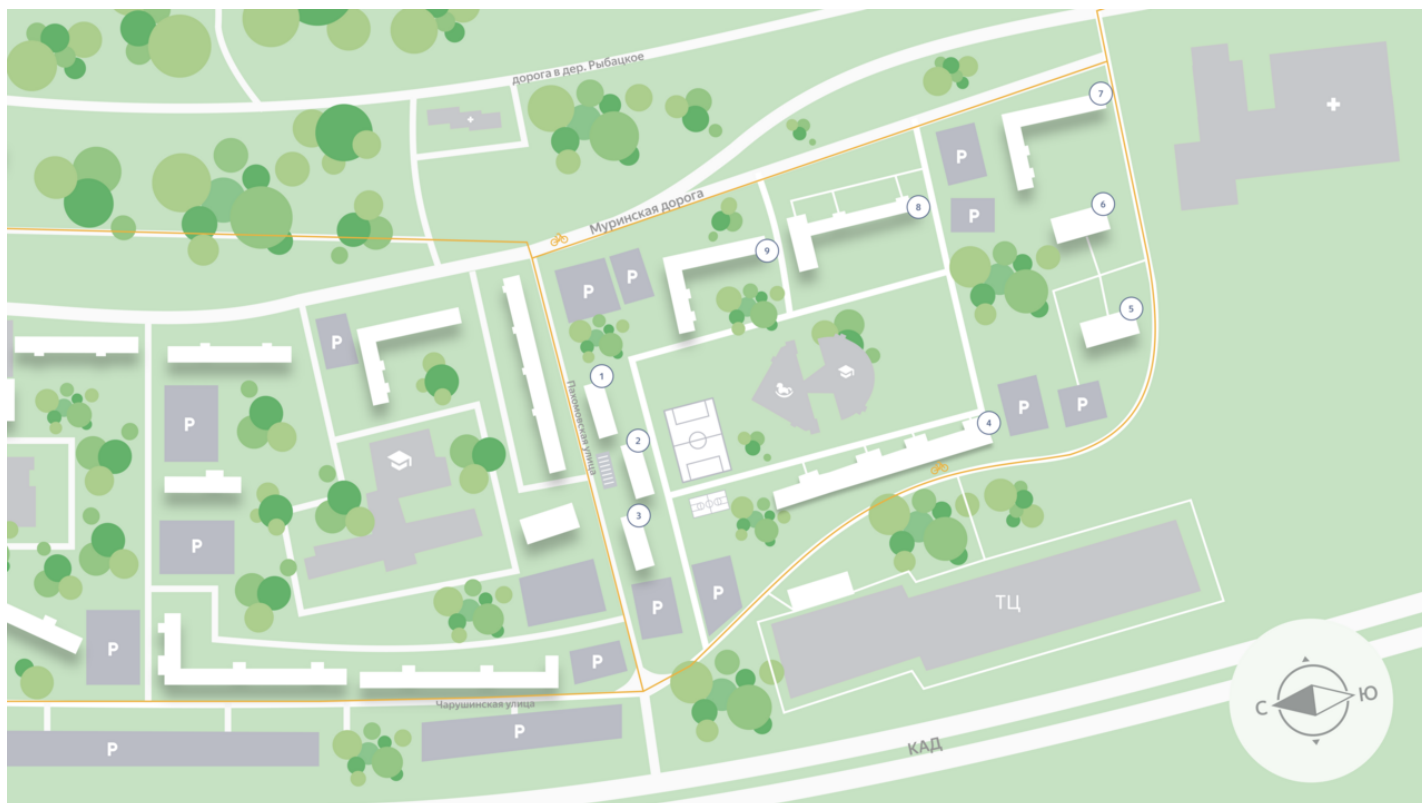 дорога в дер. Рыбацкое
7
Р
Муринская дорога
6
8
Р
9
Р
Р
5
Р
1
Пахомовская улица
Р
Р
4
Р
2
3
Р
Р
Р
ТЦ
Р
Р
Р
С
Ю
Чарушинская улица
Р
Р
КАД